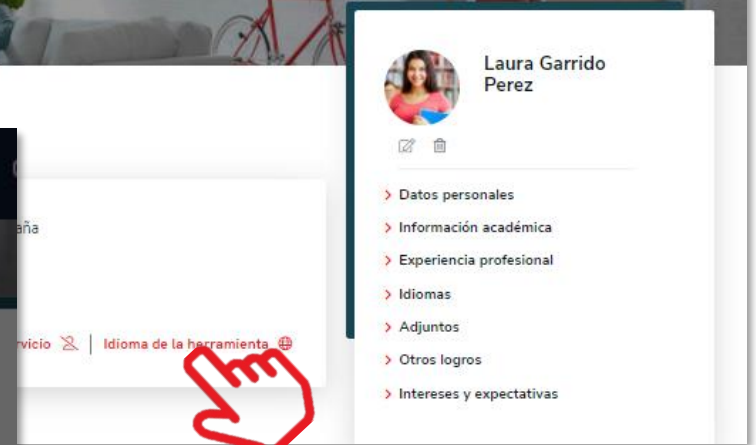 Laura Garrido
Perez
Datos personales
Información académica
Experiencia profesional
Idiomas
Adjuntos
Otros logros
Intereses y expectativas
aña
rvicio | Idioma de la herramienta